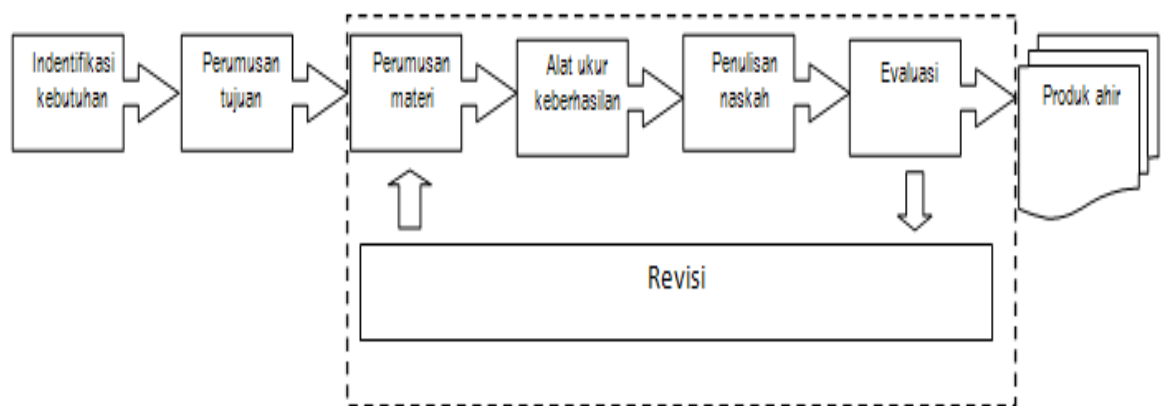 Indentifikasi
kebutuhan
Perumusan
tujuan
Perumusan
materi
Alat ukur
keberhasilan
Penulisan
naskah
Evaluasi
Produk ahir
Revisi